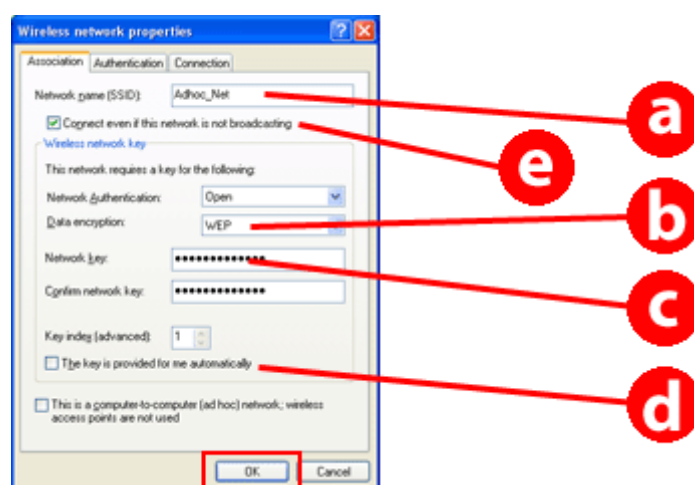 Wireless network properties
Association Authentication Connection
Network name (SSID): Adhoc_Net
a
Connect even if this network is not broadcasting
e
Wireless network key
This network requires a key for the following:
Network Authentication: Open
Data encryption: WEP
b
Network key: •••••••••••••
c
Confirm network key: •••••••••••••
Key index (advanced): 1
The key is provided for me automatically
d
This is a computer-to-computer (ad hoc) network; wireless
access points are not used
OK Cancel